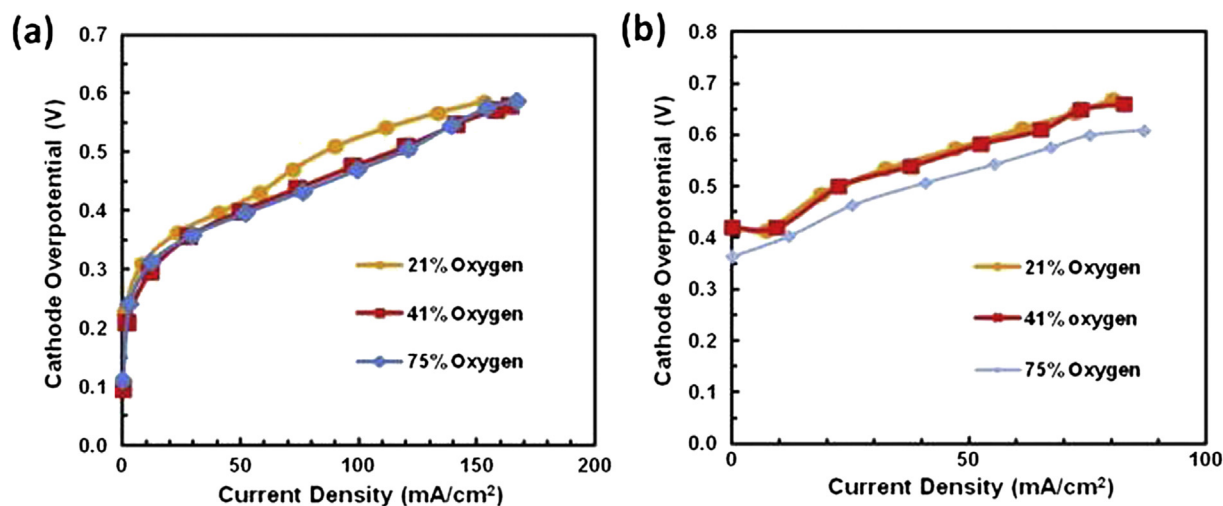 (a)
0.7
0.6
0.5
0.4
0.3
0.2
0.1
0.0
Cathode Overpotential (V)
21% Oxygen
41% Oxygen
75% Oxygen
0
50
100
150
200
Current Density (mA/cm²)
(b)
0.8
0.7
0.6
0.5
0.4
0.3
0.2
0.1
0.0
Cathode Overpotential (V)
21% Oxygen
41% oxygen
75% Oxygen
0
50
100
Current Density (mA/cm²)